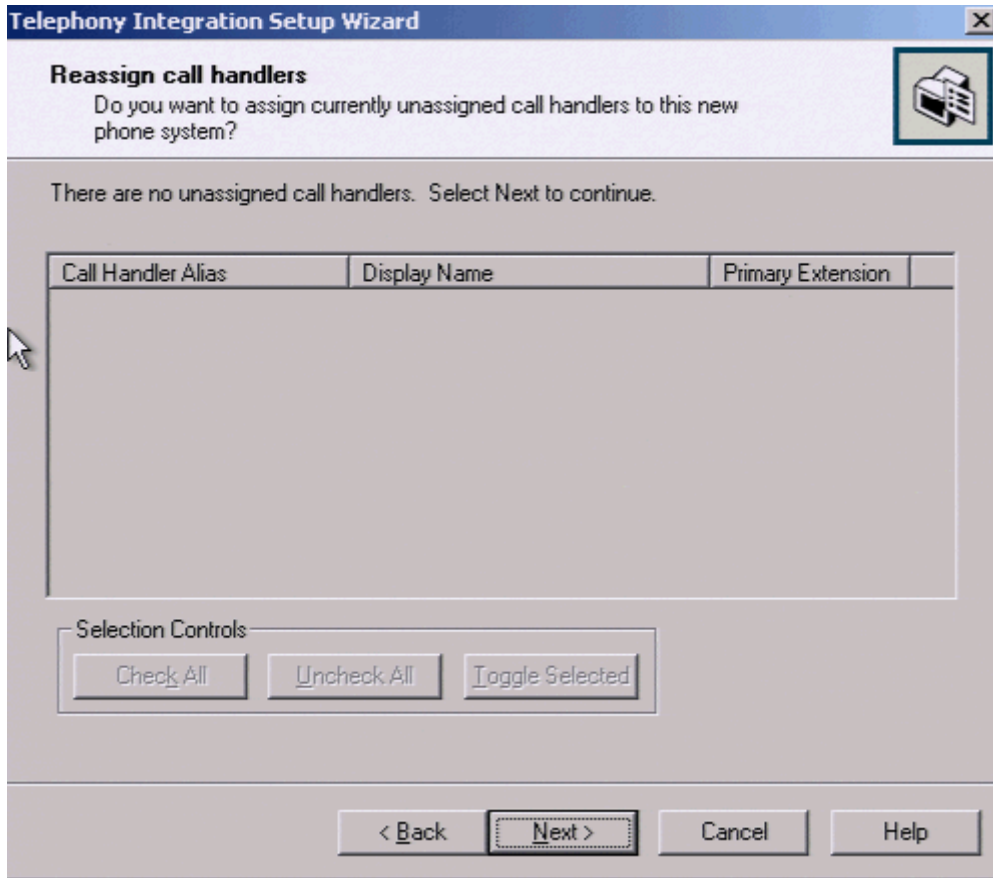 Telephony Integration Setup Wizard
Reassign call handlers
Do you want to assign currently unassigned call handlers to this new
phone system?
There are no unassigned call handlers. Select Next to continue.
Call Handler Alias Display Name Primary Extension
Selection Controls
Check All Uncheck All Toggle Selected
< Back Next > Cancel Help